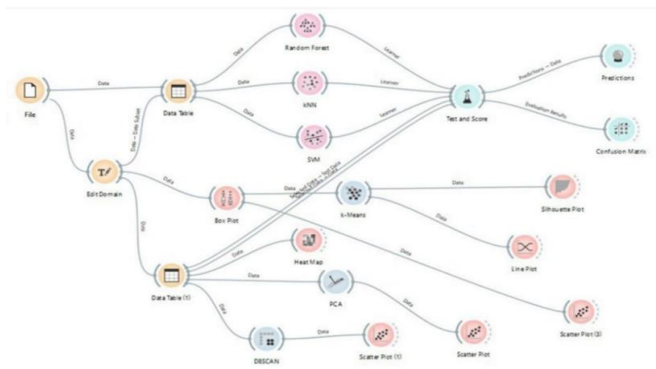 Random Forest
Data
Learner
File
Data
Data Table
Data
kNN
Learner
Test and Score
Predictions → Data
Predictions
Data
SVM
Learner
Evaluation Results
Confusion Matrix
Data
Edit Domain
Data
Box Plot
Data
k-Means
Data
Silhouette Plot
Data
Line Plot
Data
Heat Map
Data
Data
Data Table (1)
Data
PCA
Data
Scatter Plot (3)
Data
DBSCAN
Data
Scatter Plot (1)
Scatter Plot